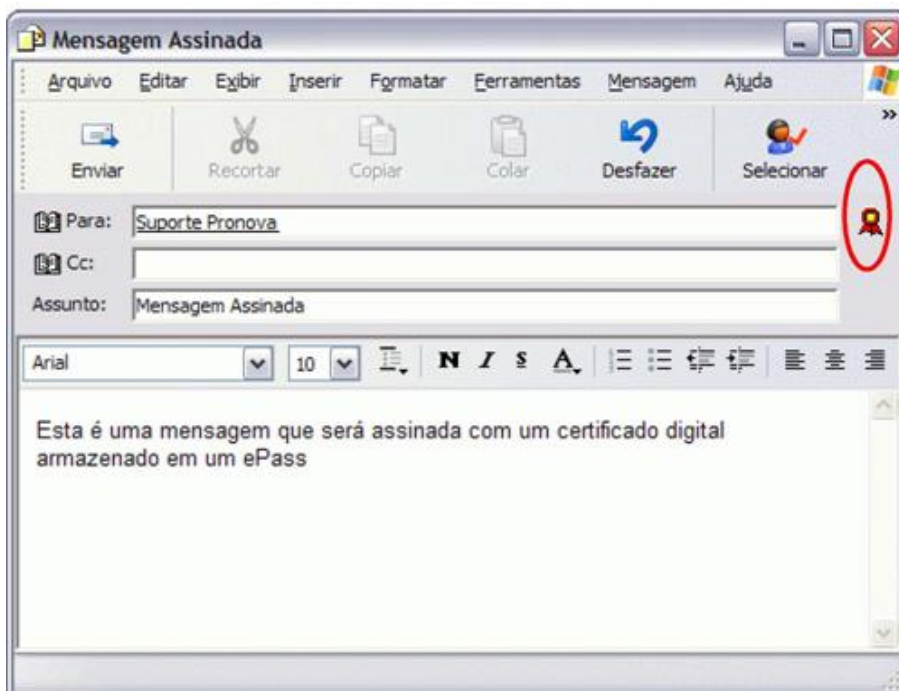 Mensagem Assinada
Arquivo Editar Exibir Inserir Formatar Ferramentas Mensagem Ajuda
Enviar Recortar Copiar Colar Desfazer Selecionar »
Para: Suporte Pronova
Cc:
Assunto: Mensagem Assinada
Arial 10 N I s A
Esta é uma mensagem que será assinada com um certificado digital
armazenado em um ePass